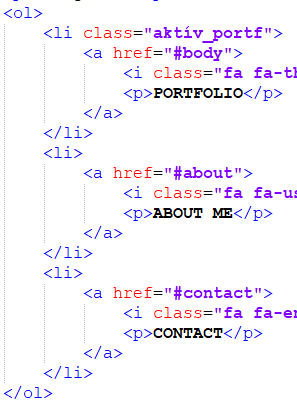 <ol>
<li class="aktív_portf">
<a href="#body">
<i class="fa fa-th
<p>PORTFOLIO</p>
</a>
</li>
<li>
<a href="#about">
<i class="fa fa-us
<p>ABOUT ME</p>
</a>
</li>
<li>
<a href="#contact">
<i class="fa fa-en
<p>CONTACT</p>
</a>
</li>
</ol>